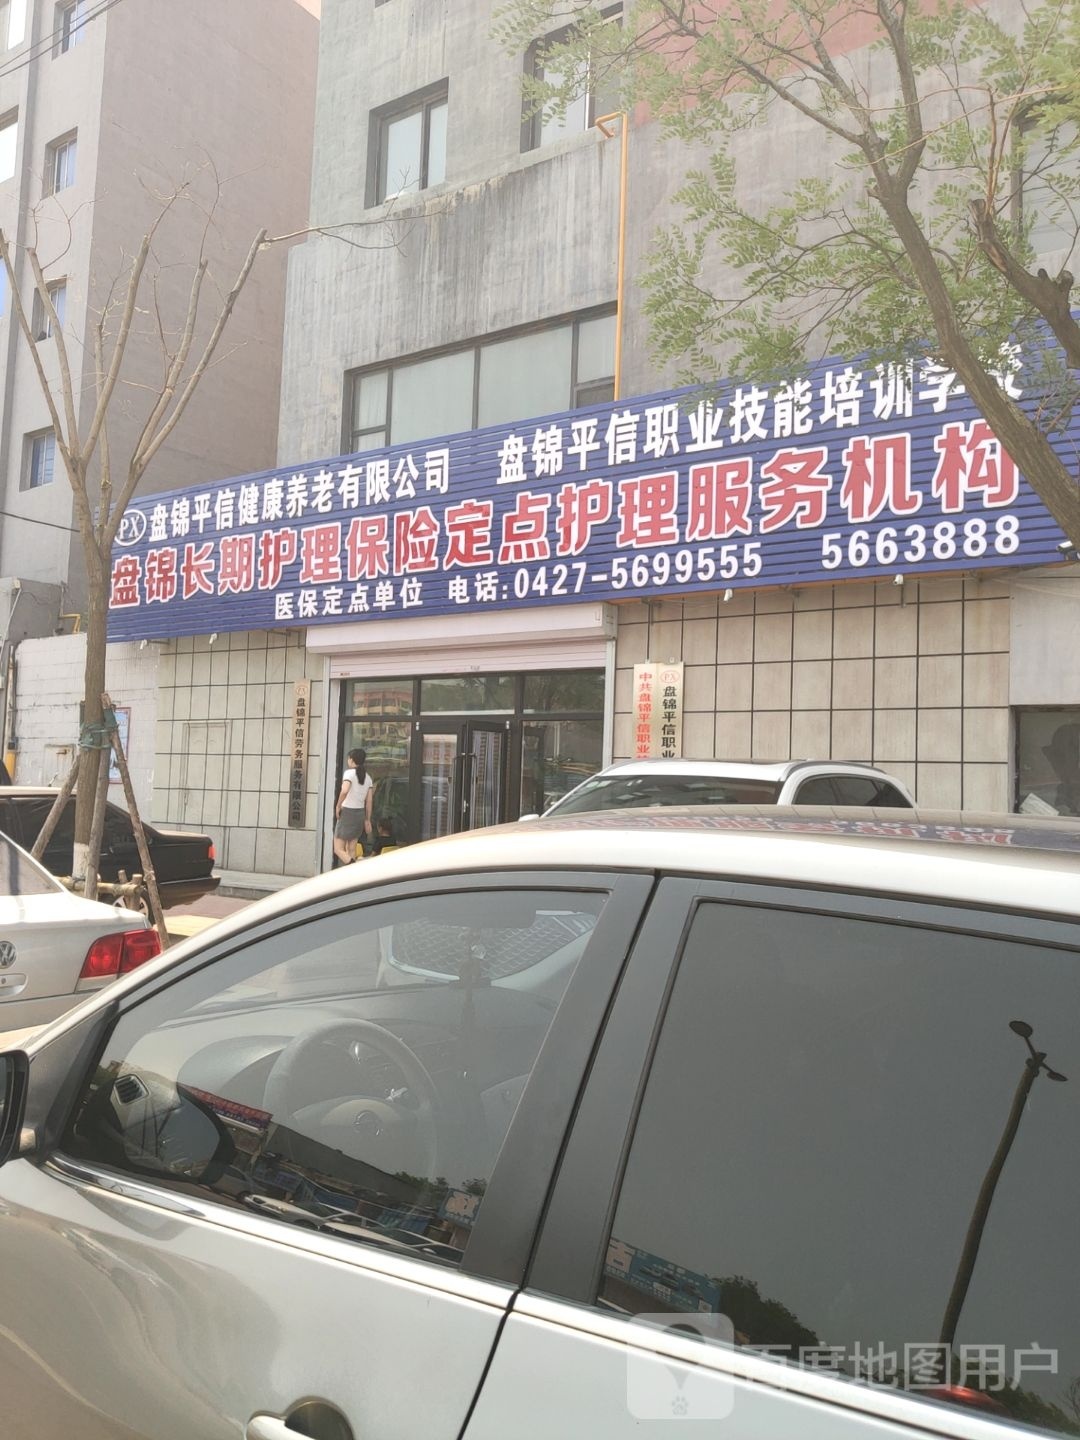 盘锦平信健康养老有限公司 盘锦平信职业技能培训学校
PX
盘锦长期护理保险定点护理服务机构
医保定点单位 电话:0427-5699555 5663888
PX
盘锦平信劳务服务有限公司
中共盘锦平信职业技
PX
盘锦平信职业
百度地图用户